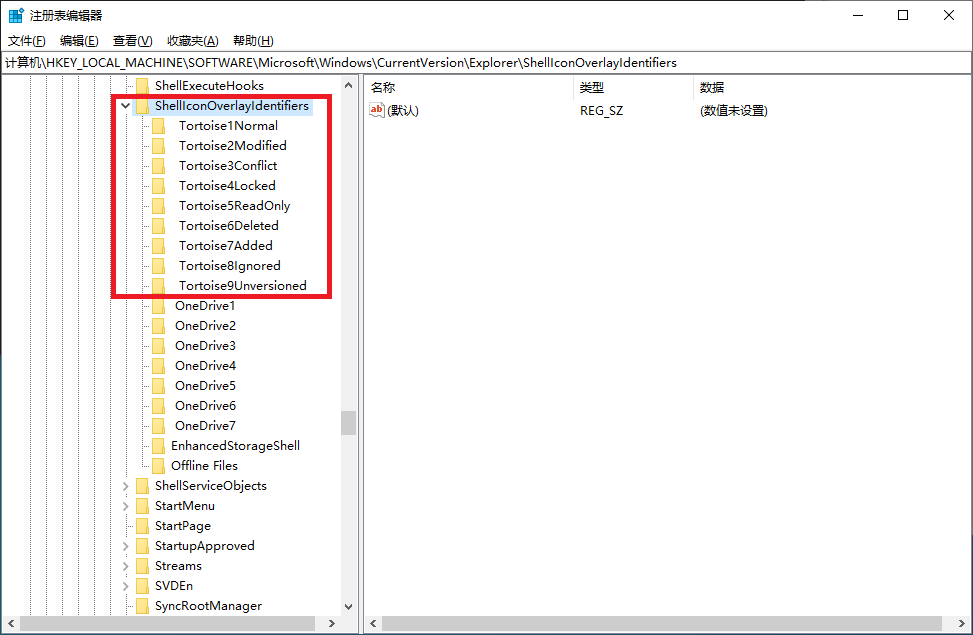 注册表编辑器
文件(F) 编辑(E) 查看(V) 收藏夹(A) 帮助(H)
计算机\HKEY_LOCAL_MACHINE\SOFTWARE\Microsoft\Windows\CurrentVersion\Explorer\ShellIconOverlayIdentifiers
ShellExecuteHooks
ShellIconOverlayIdentifiers
Tortoise1Normal
Tortoise2Modified
Tortoise3Conflict
Tortoise4Locked
Tortoise5ReadOnly
Tortoise6Deleted
Tortoise7Added
Tortoise8Ignored
Tortoise9Unversioned
OneDrive1
OneDrive2
OneDrive3
OneDrive4
OneDrive5
OneDrive6
OneDrive7
EnhancedStorageShell
Offline Files
ShellServiceObjects
StartMenu
StartPage
StartupApproved
Streams
SVDEn
SyncRootManager
名称 类型 数据
ab (默认) REG_SZ (数值未设置)